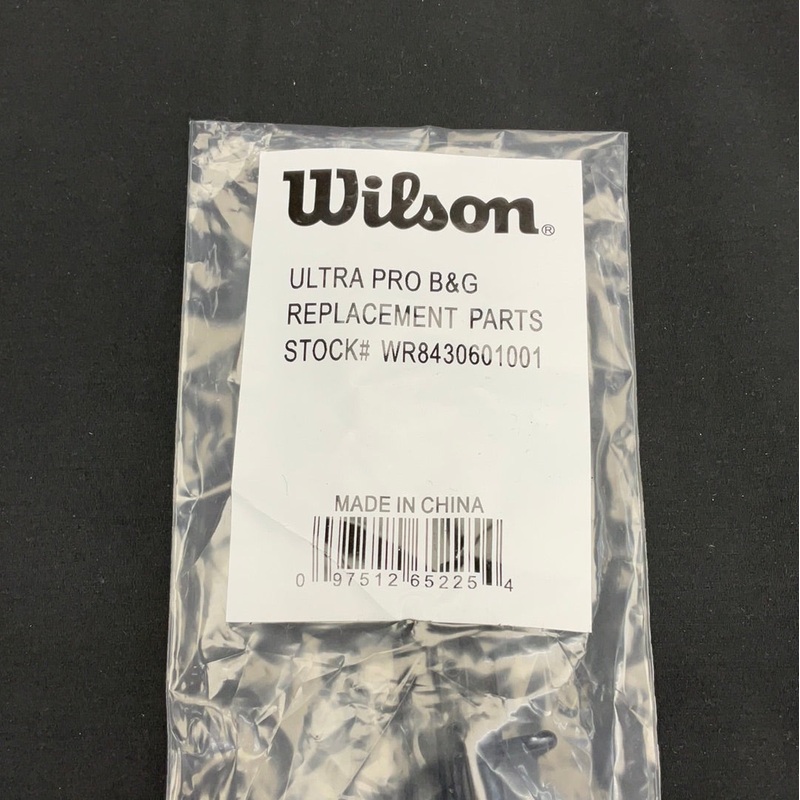 Wilson®
ULTRA PRO B&G
REPLACEMENT PARTS
STOCK# WR8430601001
MADE IN CHINA
0 97512 65225 4